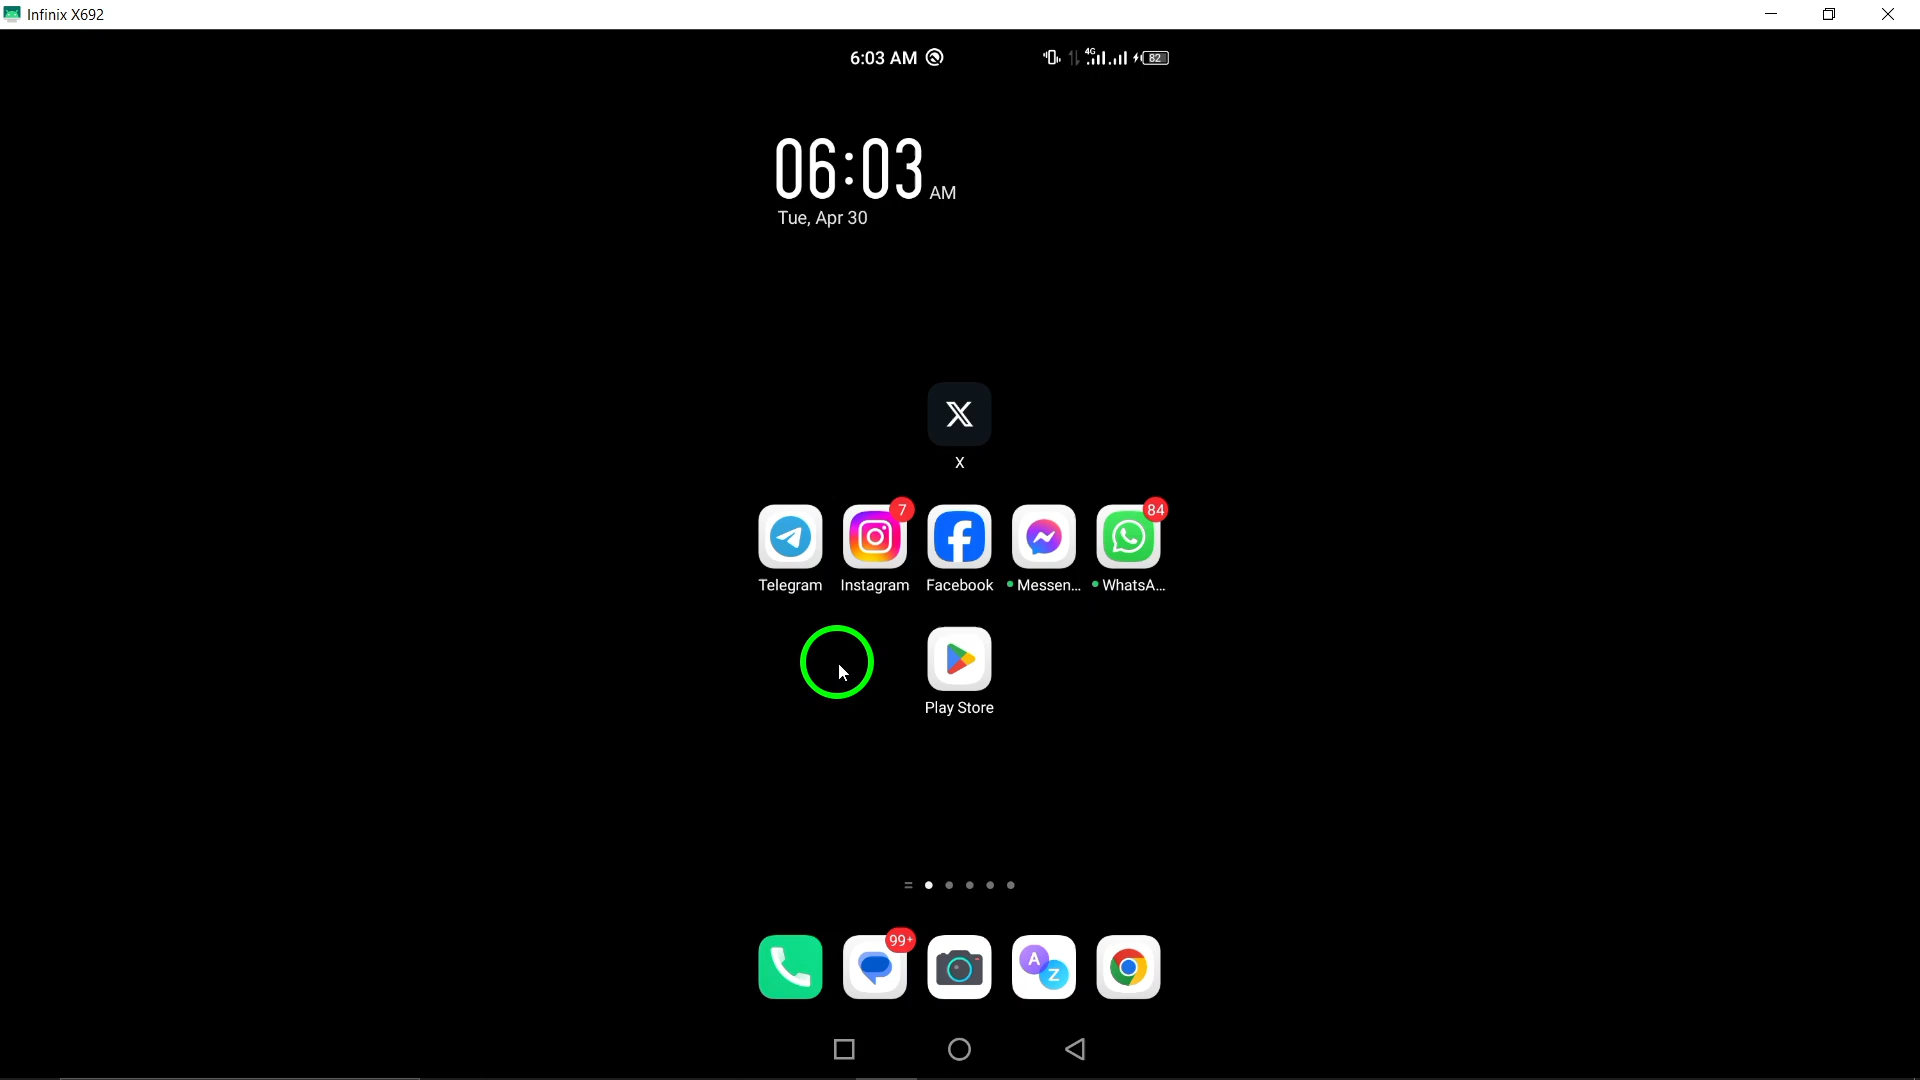 Infinix X692
6:03 AM 4G 82
06:03 AM
Tue, Apr 30
X
7 84
Telegram Instagram Facebook Messen... WhatsA...
Play Store
99+
A Z